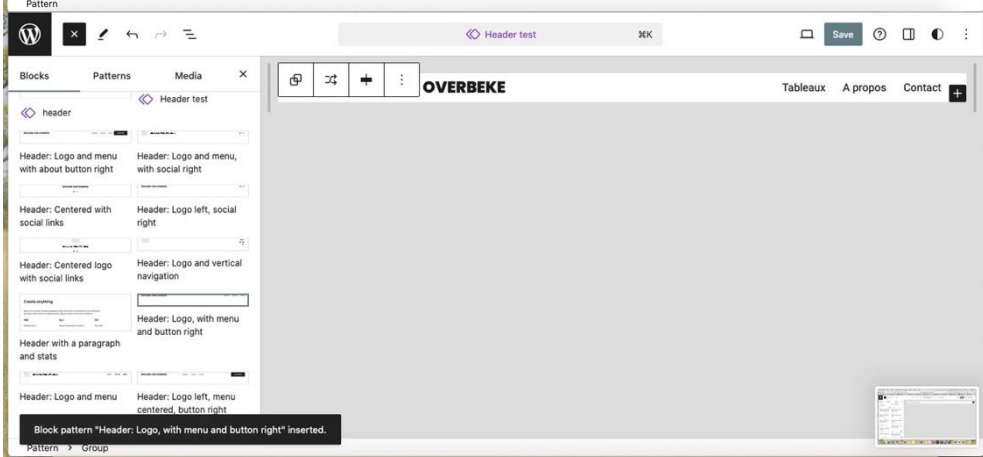 Pattern
Header test
⌘K
Save
Blocks
Patterns
Media
OVERBEKE
Tableaux
A propos
Contact
header
Header test
Header: Logo and menu
with about button right
Header: Logo and menu,
with social right
Header: Centered with
social links
Header: Logo left, social
right
Header: Centered logo
with social links
Header: Logo and vertical
navigation
Create anything
Header with a paragraph
and stats
Header: Logo, with menu
and button right
Header: Logo and menu
Header: Logo left, menu
centered, button right
Block pattern "Header: Logo, with menu and button right" inserted.
Pattern > Group